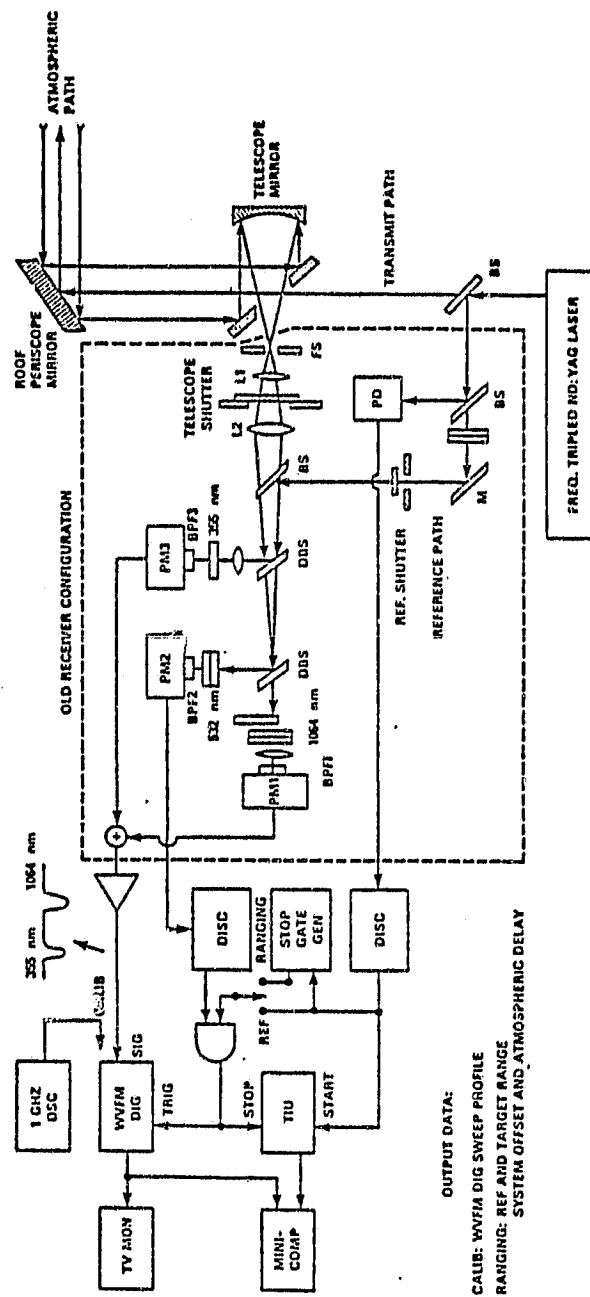 ROOF
PERISCOPE
MIRROR
ATMOSPHERIC
PATH
TELESCOPE
MIRROR
TRANSMIT PATH
BS
FREQ. TRIPLED ND:YAG LASER
OLD RECEIVER CONFIGURATION
TELESCOPE
SHUTTER
L2
L1
FS
PD
BS
BS
M
REF. SHUTTER
REFERENCE PATH
PM3
BPF3
355 nm
DBS
PM2
BPF2
532 nm
DBS
PM1
BPF1
1064 nm
355 nm
1064 nm
+
1 GHZ
OSC
CALIB
SIG
WVFM
DIG
TRIG
TV MON
MINI-
COMP
TIU
STOP
START
DISC
RANGING
REF
STOP
GATE
GEN
DISC
OUTPUT DATA:
CALIB: WVFM DIG SWEEP PROFILE
RANGING: REF AND TARGET RANGE
SYSTEM OFFSET AND ATMOSPHERIC DELAY